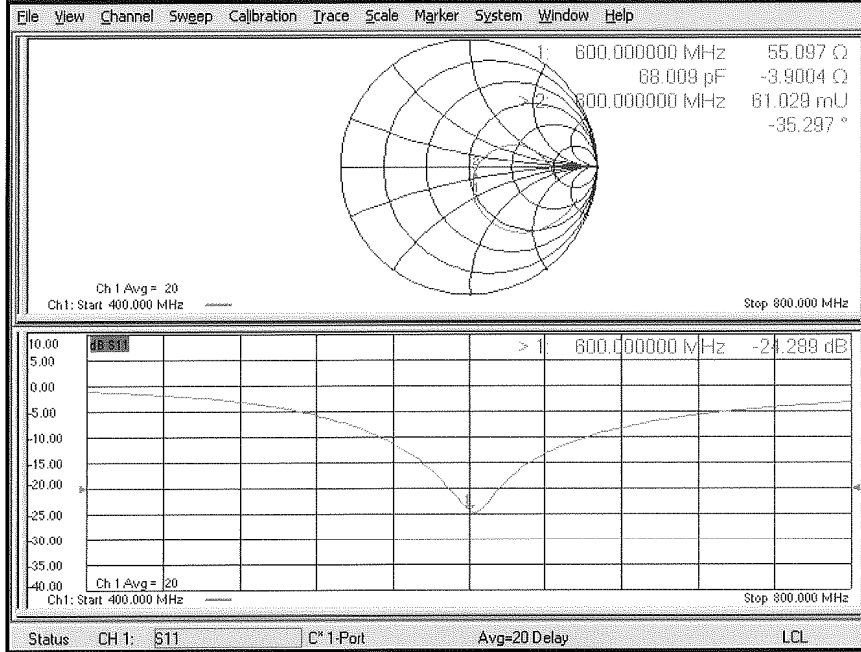 File View Channel Sweep Calibration Trace Scale Marker System Window Help
1: 600.000000 MHz 55.097 Ω
68.009 pF -3.9004 Ω
> 2: 600.000000 MHz 61.029 mU
-35.297 °
Ch 1 Avg = 20
Ch1: Start 400.000 MHz
Stop 800.000 MHz
10.00
dB S11
> 1: 600.000000 MHz -24.289 dB
5.00
0.00
-5.00
-10.00
-15.00
-20.00
-25.00
-30.00
-35.00
-40.00
1
Ch 1 Avg = 20
Ch1: Start 400.000 MHz
Stop 800.000 MHz
Status CH 1: S11 C* 1-Port Avg=20 Delay LCL